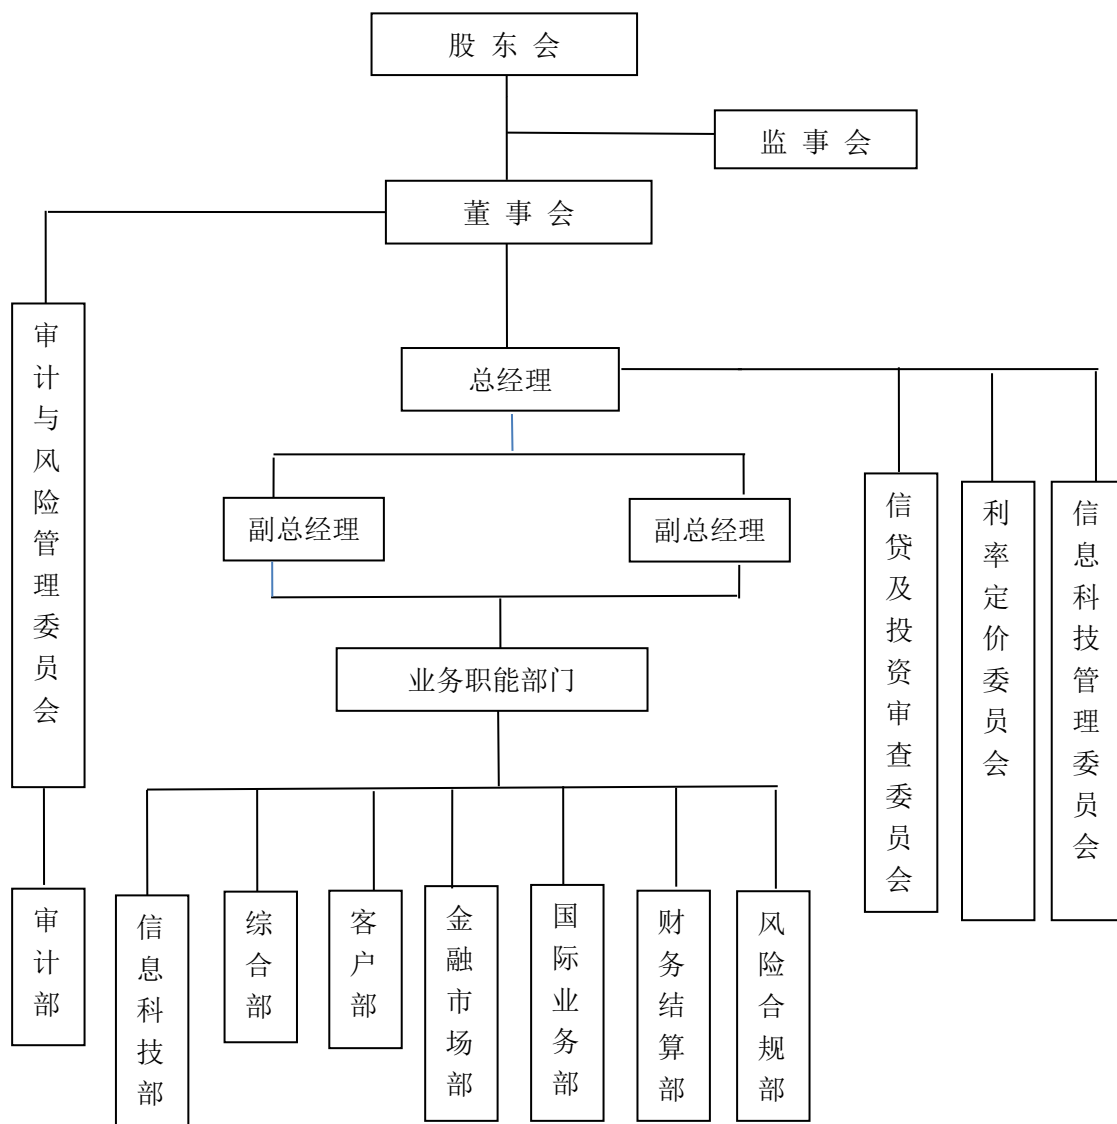 股 东 会
监 事 会
董 事 会
审计与风险管理委员会
总经理
副总经理
副总经理
信贷及投资审查委员会
利率定价委员会
信息科技管理委员会
业务职能部门
审计部
信息科技部
综合部
客户部
金融市场部
国际业务部
财务结算部
风险合规部